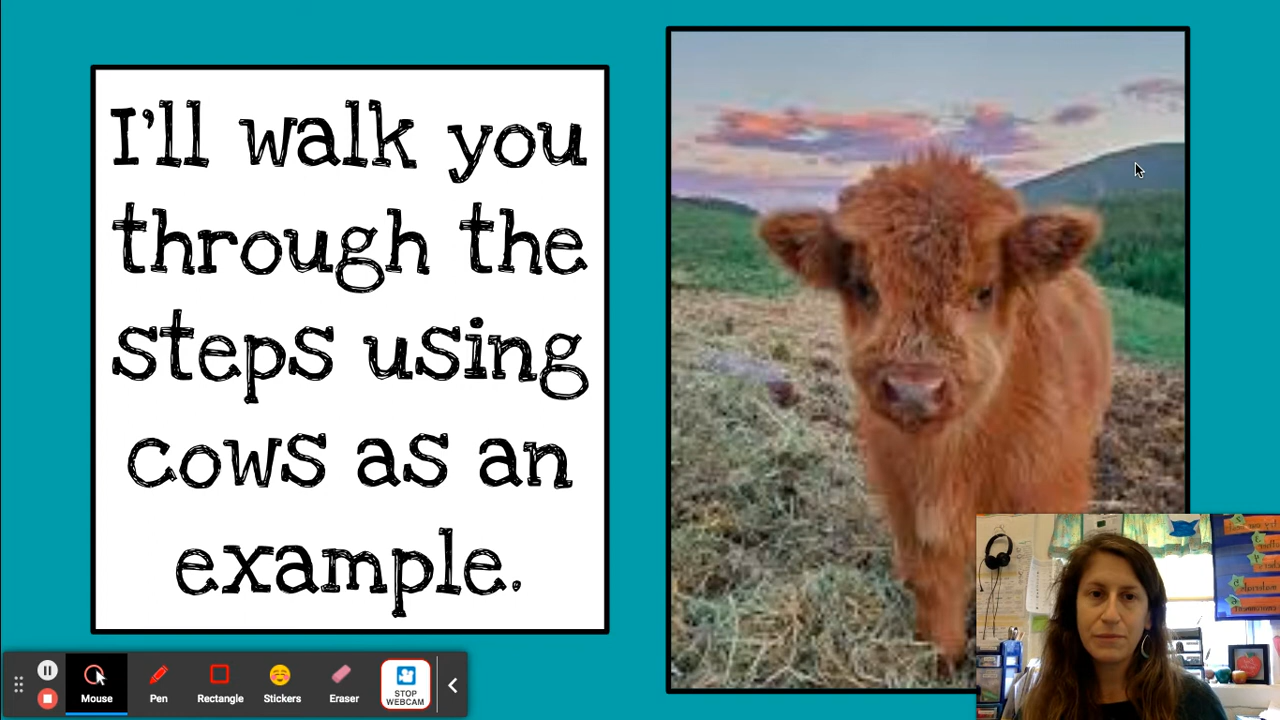 I'll walk you
through the
steps using
cows as an
example.
Mouse
Pen
Rectangle
Stickers
Eraser
STOP
WEBCAM